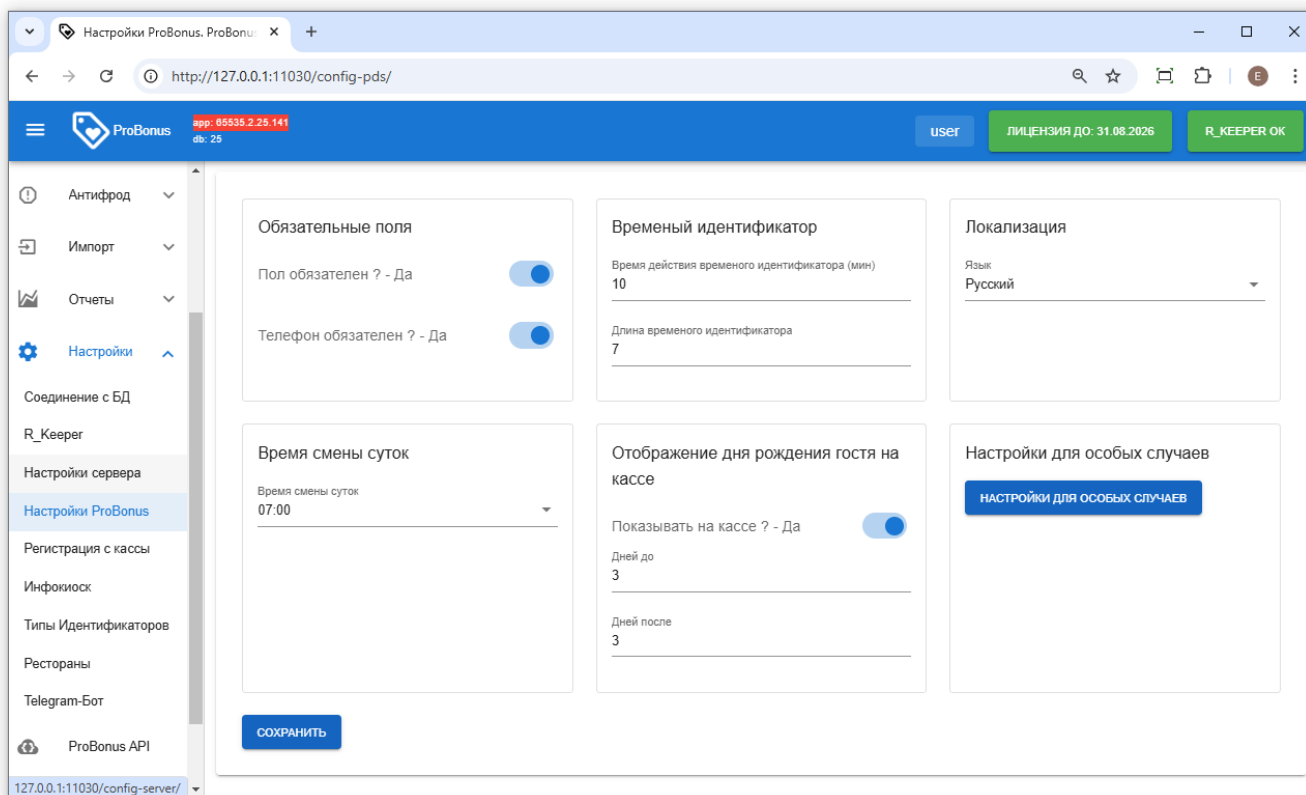 Настройки ProBonus. ProBonus
http://127.0.0.1:11030/config-pds/
E
ProBonus
app: 65535.2.25.141
db: 25
user
ЛИЦЕНЗИЯ ДО: 31.08.2026
R_KEEPER OK
Антифрод
Импорт
Отчеты
Настройки
Соединение с БД
R_Keeper
Настройки сервера
Настройки ProBonus
Регистрация с кассы
Инфокиоск
Типы Идентификаторов
Рестораны
Telegram-Бот
ProBonus API
127.0.0.1:11030/config-server/
Обязательные поля
Пол обязателен ? - Да
Телефон обязателен ? - Да
Временый идентификатор
Время действия временого идентификатора (мин)
10
Длина временого идентификатора
7
Локализация
Язык
Русский
Время смены суток
Время смены суток
07:00
Отображение дня рождения гостя на
кассе
Показывать на кассе ? - Да
Дней до
3
Дней после
3
Настройки для особых случаев
НАСТРОЙКИ ДЛЯ ОСОБЫХ СЛУЧАЕВ
СОХРАНИТЬ